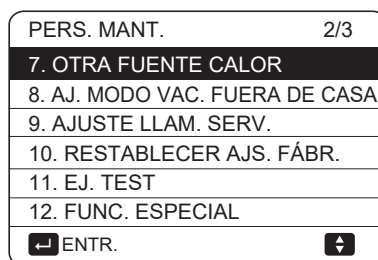 PERS. MANT. 2/3
7. OTRA FUENTE CALOR
8. AJ. MODO VAC. FUERA DE CASA
9. AJUSTE LLAM. SERV.
10. RESTABLECER AJS. FÁBR.
11. EJ. TEST
12. FUNC. ESPECIAL
ENTR.